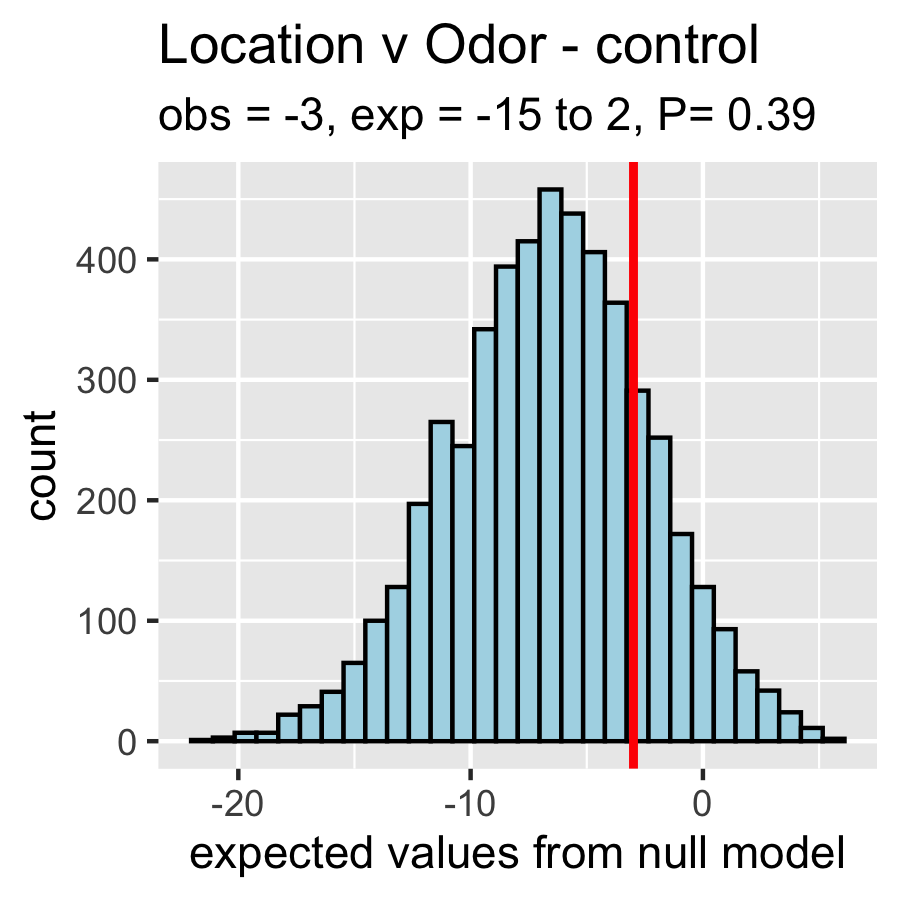 Location v Odor - control
obs = -3, exp = -15 to 2, P= 0.39
400
300
200
100
0
count
-20
-10
0
expected values from null model